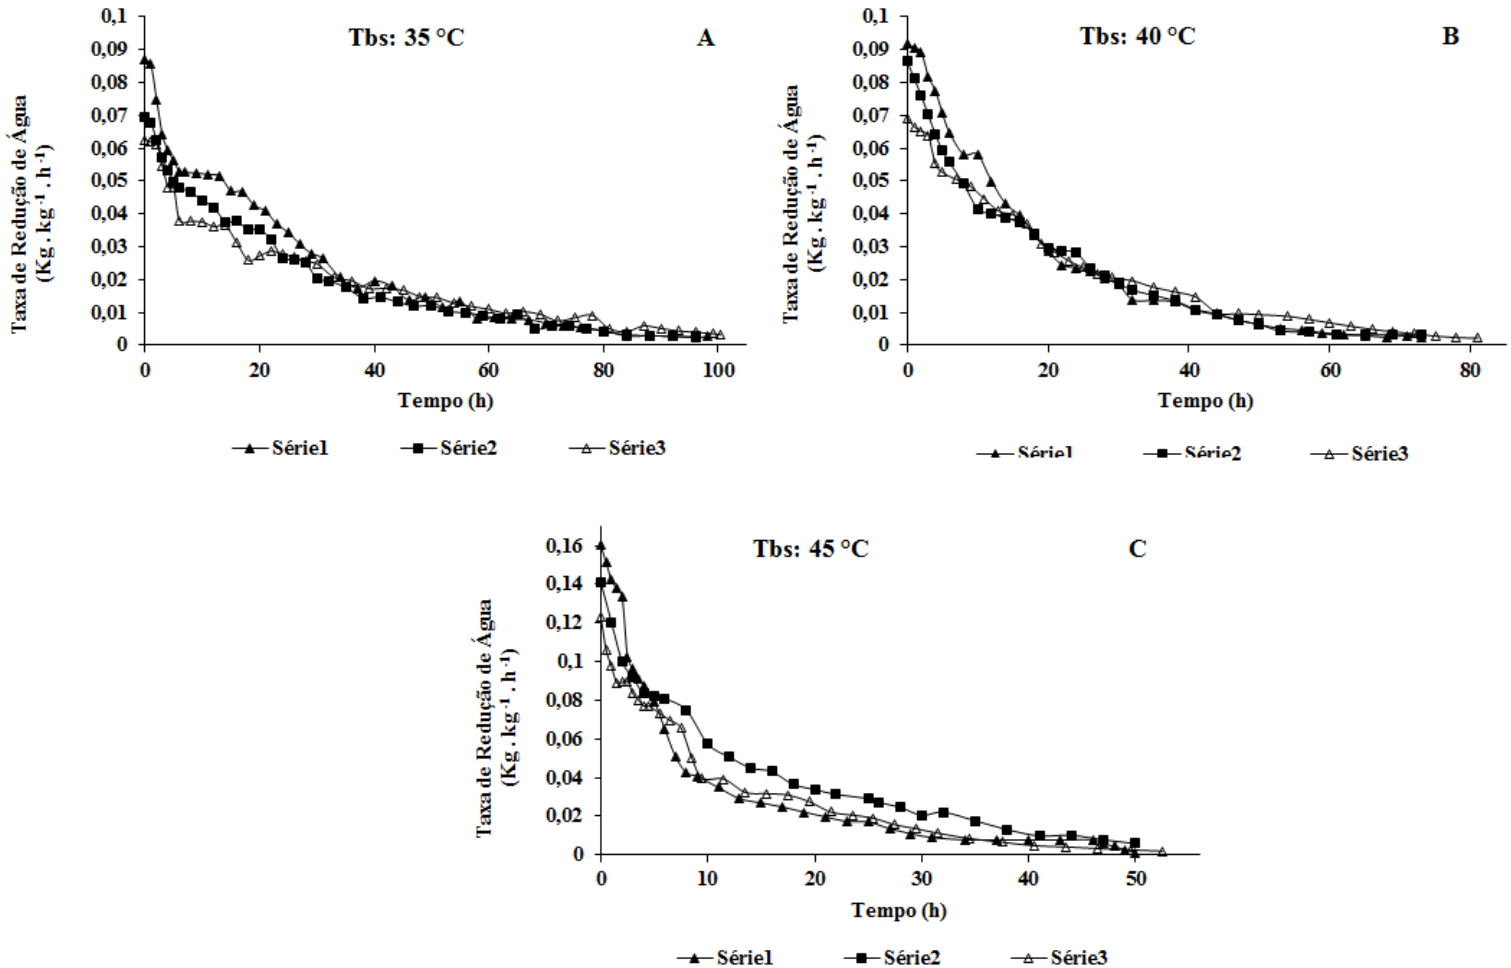 Tbs: 35 °C
A
Taxa de Redução de Água
(Kg . kg⁻¹ . h⁻¹)
0,1
0,09
0,08
0,07
0,06
0,05
0,04
0,03
0,02
0,01
0
0 20 40 60 80 100
Tempo (h)
Série1 Série2 Série3
Tbs: 40 °C
B
Taxa de Redução de Água
(Kg . kg⁻¹ . h⁻¹)
0,1
0,09
0,08
0,07
0,06
0,05
0,04
0,03
0,02
0,01
0
0 20 40 60 80
Tempo (h)
Série1 Série2 Série3
Tbs: 45 °C
C
Taxa de Redução de Água
(Kg . kg⁻¹ . h⁻¹)
0,16
0,14
0,12
0,1
0,08
0,06
0,04
0,02
0
0 10 20 30 40 50
Tempo (h)
Série1 Série2 Série3